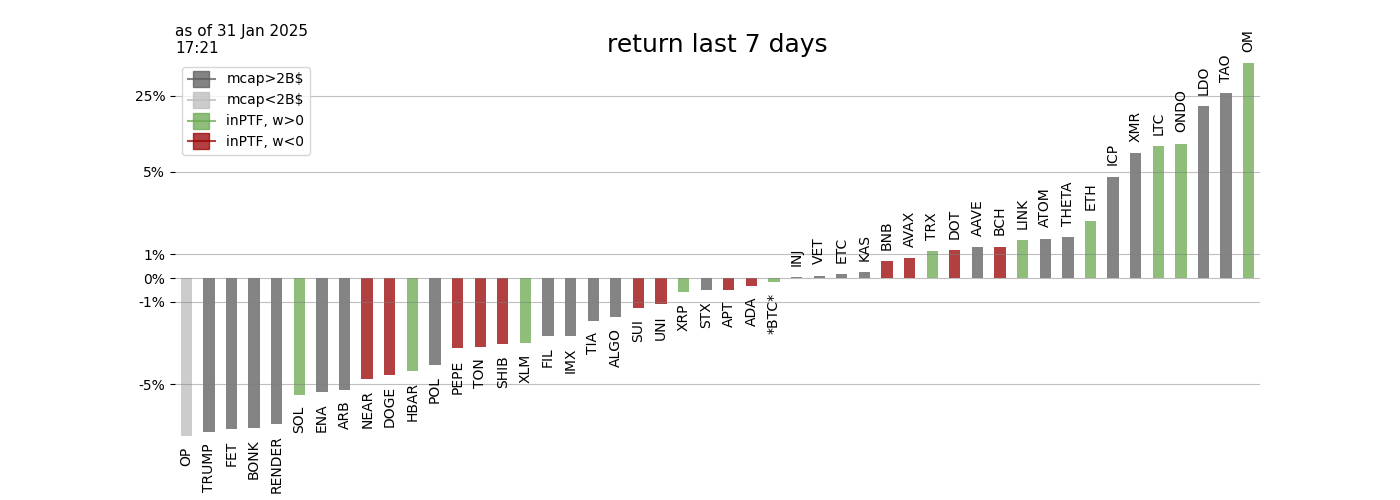 as of 31 Jan 2025
17:21
return last 7 days
mcap>2B$
mcap<2B$
inPTF, w>0
inPTF, w<0
25%
5%
1%
0%
-1%
-5%
OP
TRUMP
FET
BONK
RENDER
SOL
ENA
ARB
NEAR
DOGE
HBAR
POL
PEPE
TON
SHIB
XLM
FIL
IMX
TIA
ALGO
SUI
UNI
XRP
STX
APT
ADA
*BTC*
INJ
VET
ETC
KAS
BNB
AVAX
TRX
DOT
AAVE
BCH
LINK
ATOM
THETA
ETH
ICP
XMR
LTC
ONDO
LDO
TAO
OM